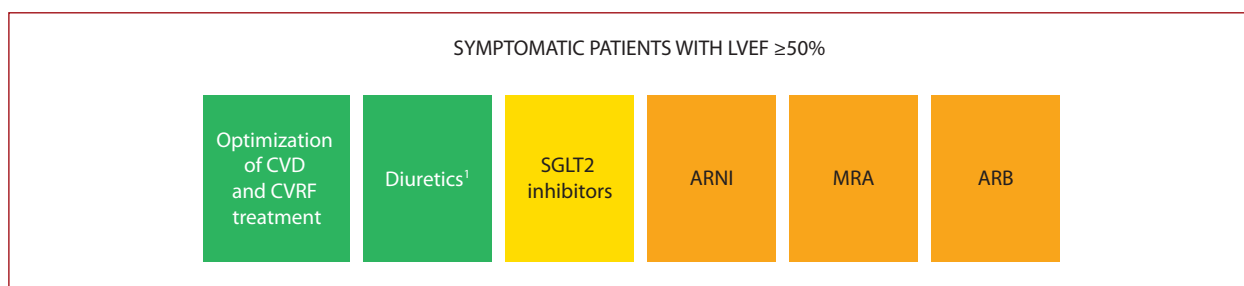 SYMPTOMATIC PATIENTS WITH LVEF ≥50%
Optimization
of CVD
and CVRF
treatment
Diuretics¹
SGLT2
inhibitors
ARNI
MRA
ARB